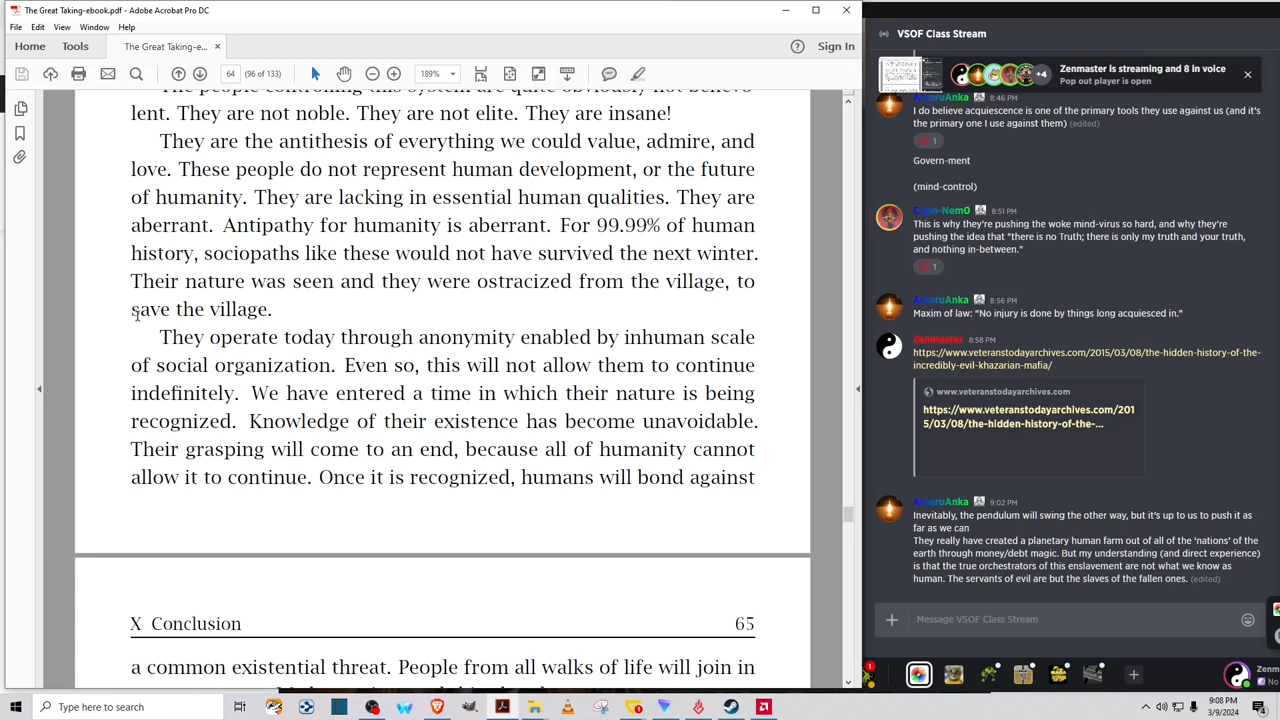 The Great Taking-ebook.pdf - Adobe Acrobat Pro DC
File Edit View Window Help
Home Tools The Great Taking-e... × Sign In
64 (96 of 133) 189%
lent. They are not noble. They are not elite. They are insane!
They are the antithesis of everything we could value, admire, and
love. These people do not represent human development, or the future
of humanity. They are lacking in essential human qualities. They are
aberrant. Antipathy for humanity is aberrant. For 99.99% of human
history, sociopaths like these would not have survived the next winter.
Their nature was seen and they were ostracized from the village, to
save the village.
They operate today through anonymity enabled by inhuman scale
of social organization. Even so, this will not allow them to continue
indefinitely. We have entered a time in which their nature is being
recognized. Knowledge of their existence has become unavoidable.
Their grasping will come to an end, because all of humanity cannot
allow it to continue. Once it is recognized, humans will bond against
X Conclusion 65
a common existential threat. People from all walks of life will join in
VSOF Class Stream
Zenmaster is streaming and 8 in voice
+4
Pop out player is open
8:46 PM
I do believe acquiescence is one of the primary tools they use against us (and it's
the primary one I use against them) (edited)
1
Govern-ment
(mind-control)
8:51 PM
This is why they're pushing the woke mind-virus so hard, and why they're
pushing the idea that "there is no Truth; there is only my truth and your truth,
and nothing in-between."
1
8:56 PM
Maxim of law: “No injury is done by things long acquiesced in.”
Zenmaster 8:58 PM
https://www.veteranstodayarchives.com/2015/03/08/the-hidden-history-of-the-
incredibly-evil-khazarian-mafia/
www.veteranstodayarchives.com
https://www.veteranstodayarchives.com/201
5/03/08/the-hidden-history-of-the-...
9:02 PM
Inevitably, the pendulum will swing the other way, but it's up to us to push it as
far as we can
They really have created a planetary human farm out of all of the 'nations' of the
earth through money/debt magic. But my understanding (and direct experience)
is that the true orchestrators of this enslavement are not what we know as
human. The servants of evil are but the slaves of the fallen ones. (edited)
Message VSOF Class Stream
1
Zenm
No
Type here to search
9:08 PM
3/9/2024
4